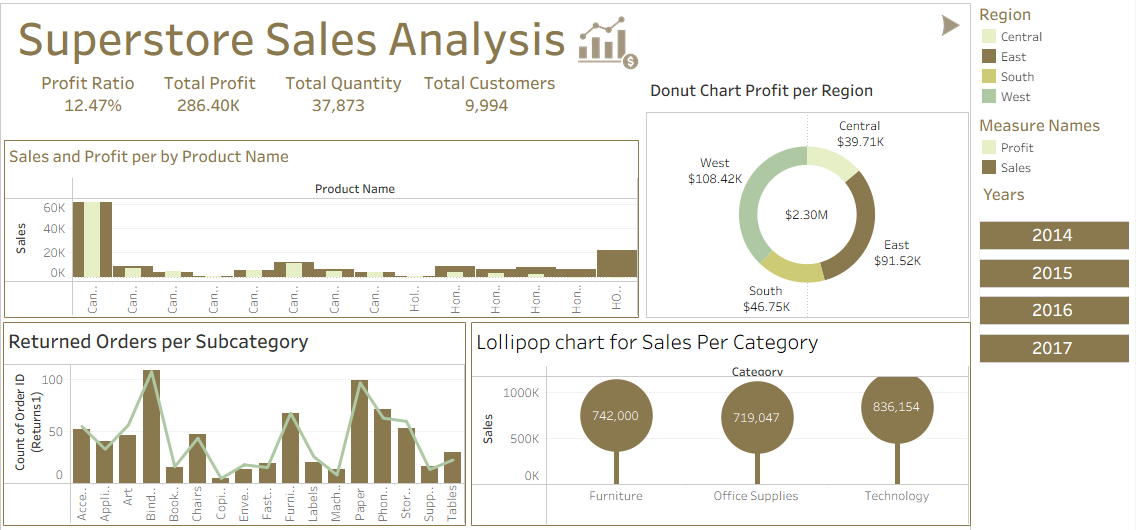 Superstore Sales Analysis
$
Profit Ratio
12.47%
Total Profit
286.40K
Total Quantity
37,873
Total Customers
9,994
Sales and Profit per by Product Name
Product Name
Sales
60K
40K
20K
0K
Can..
Can..
Can..
Can..
Can..
Can..
Can..
Can..
Hol..
Hon..
Hon..
Hon..
Hon..
HO..
Donut Chart Profit per Region
Central
$39.71K
West
$108.42K
$2.30M
East
$91.52K
South
$46.75K
Region
Central
East
South
West
Measure Names
Profit
Sales
Years
2014
2015
2016
2017
Returned Orders per Subcategory
Count of Order ID
(Returns1)
100
50
0
Acce..
Appli..
Art
Bind..
Book..
Chairs
Copi..
Enve..
Fast..
Furni..
Labels
Mach..
Paper
Phon..
Stor..
Supp..
Tables
Lollipop chart for Sales Per Category
Category
Sales
1000K
500K
0K
742,000
719,047
836,154
Furniture
Office Supplies
Technology